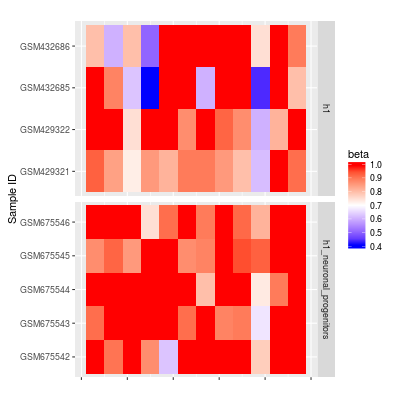 Sample ID
GSM432686
GSM432685
GSM429322
GSM429321
h1
GSM675546
GSM675545
GSM675544
GSM675543
GSM675542
h1_neuronal_progenitors
beta
1.0
0.9
0.8
0.7
0.6
0.5
0.4